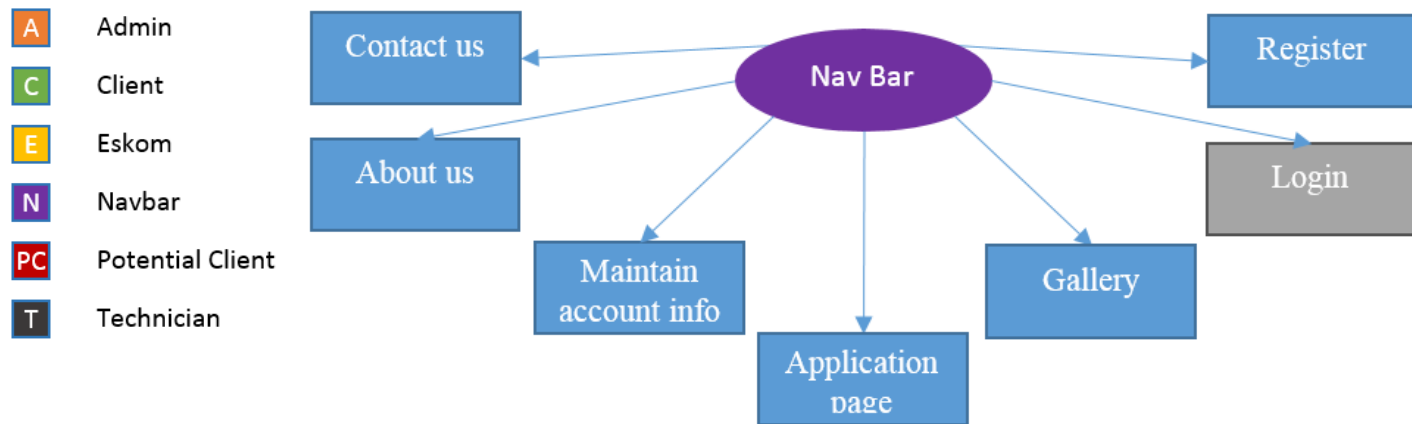 A Admin
C Client
E Eskom
N Navbar
PC Potential Client
T Technician
Contact us
Nav Bar
Register
About us
Login
Maintain
account info
Gallery
Application
page